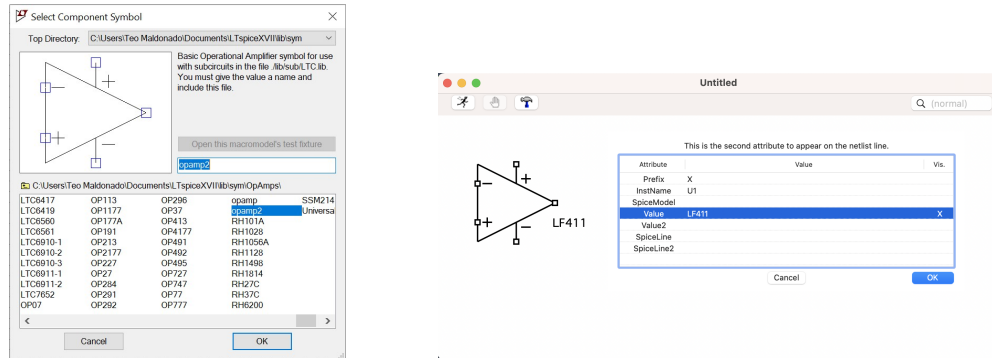 Select Component Symbol
Top Directory: C:\Users\Teo Maldonado\Documents\LTspiceXVII\lib\sym
Basic Operational Amplifier symbol for use
with subcircuits in the file ./lib/sub/LTC.lib.
You must give the value a name and
include this file.
Open this macromodel's test fixture
opamp2
C:\Users\Teo Maldonado\Documents\LTspiceXVII\lib\sym\OpAmps\
LTC6417 OP113 OP296 opamp SSM214
LTC6419 OP1177 OP37 opamp2 Universa
LTC6560 OP177A OP413 RH101A
LTC6561 OP191 OP4177 RH1028
LTC6910-1 OP213 OP491 RH1056A
LTC6910-2 OP2177 OP492 RH1128
LTC6910-3 OP227 OP495 RH1498
LTC6911-1 OP27 OP727 RH1814
LTC6911-2 OP284 OP747 RH27C
LTC7652 OP291 OP77 RH37C
OP07 OP292 OP777 RH6200
Cancel OK
Untitled
(normal)
LF411
This is the second attribute to appear on the netlist line.
Attribute Value Vis.
Prefix X
InstName U1
SpiceModel
Value LF411 X
Value2
SpiceLine
SpiceLine2
Cancel OK